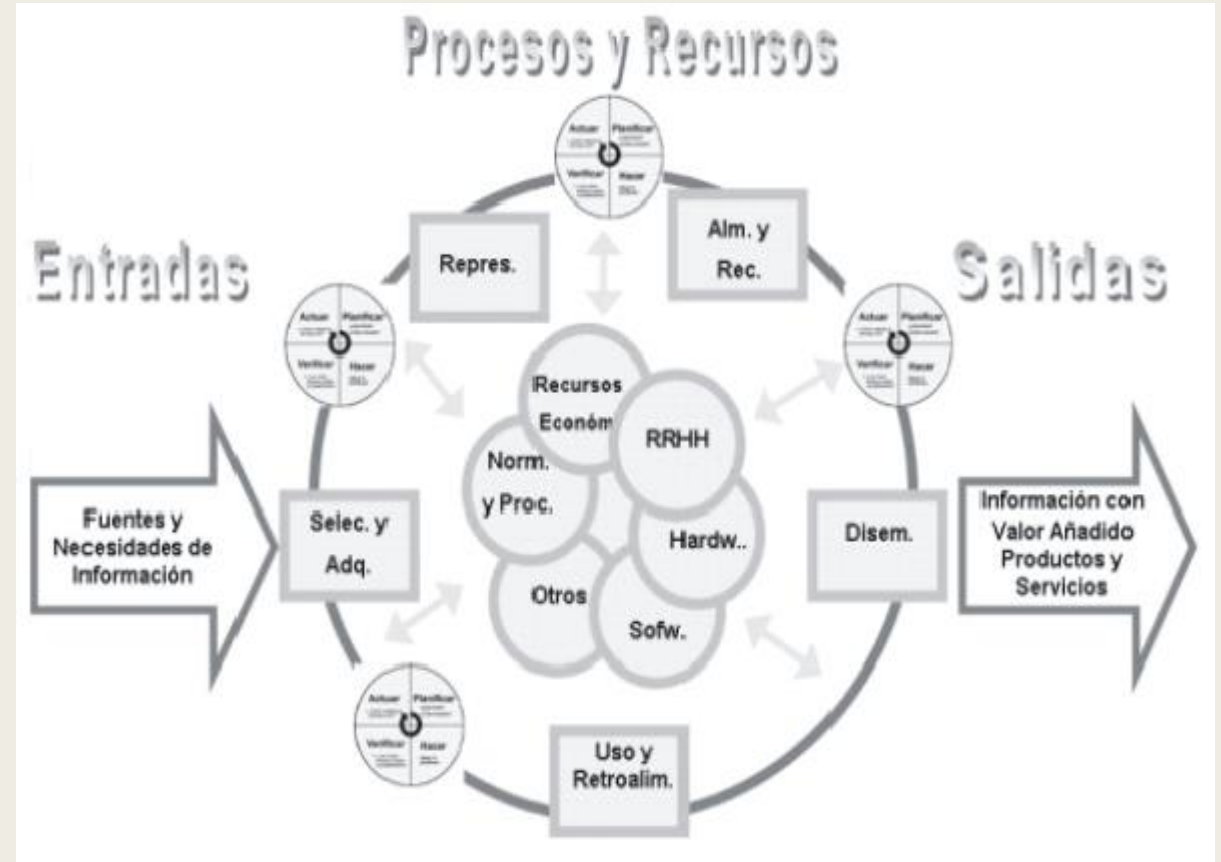 Procesos y Recursos
Entradas
Salidas
Actuar Planificar
Verificar Hacer
Repres.
Alm. y
Rec.
Actuar Planificar
Verificar Hacer
Actuar Planificar
Verificar Hacer
Recursos
Económ
RRHH
Norm.
y Proc.
Hardw..
Otros
Sofw.
Fuentes y
Necesidades de
Información
Selec. y
Adq.
Disem.
Información con
Valor Añadido
Productos y
Servicios
Actuar Planificar
Verificar Hacer
Uso y
Retroalim.